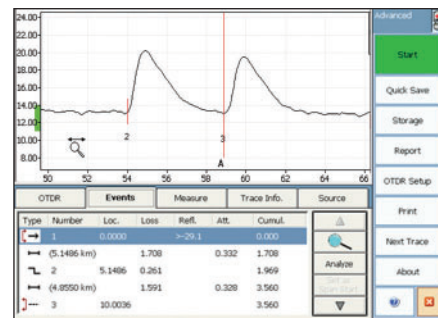 Advanced
24.00
22.00
20.00
18.00
16.00
14.00
12.00
10.00
8.00
2
3
A
50 52 54 56 58 60 62 64 66
Start
Quick Save
Storage
Report
OTDR Setup
Print
Next Trace
About
OTDR Events Measure Trace Info. Source
Type Number Loc. Loss Refl. Att. Cumul.
1 0.0000 >-29.1 0.000
(5.1486 km) 1.708 0.332 1.708
2 5.1486 0.261 1.969
(4.8550 km) 1.591 0.328 3.560
3 10.0036 3.560
Analyze
Set as
Span Start